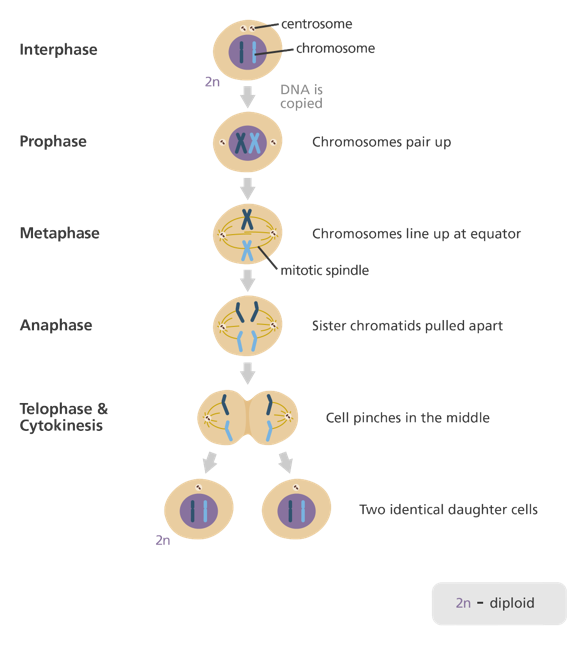 centrosome
Interphase
chromosome
2n
DNA is
copied
Prophase
Chromosomes pair up
Metaphase
Chromosomes line up at equator
mitotic spindle
Anaphase
Sister chromatids pulled apart
Telophase &
Cytokinesis
Cell pinches in the middle
Two identical daughter cells
2n
2n - diploid